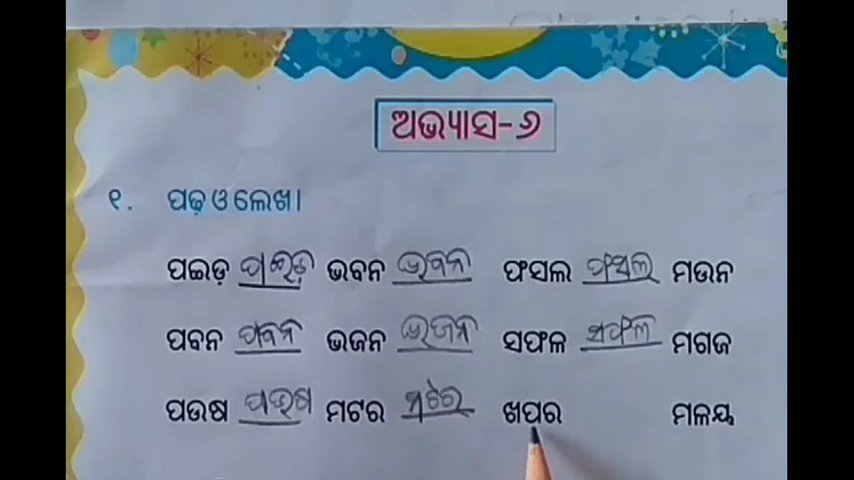 ଅଭ୍ୟାସ-୬
୧. ପଢ଼ ଓ ଲେଖ।
ପଇଡ଼ ପଇଡ଼ ଭବନ ଭବନ ଫସଲ ଫସଲ ମଉନ
ପବନ ପବନ ଭଜନ ଭଜନ ସଫଳ ସଫଳ ମଗଜ
ପଉଷ ପଉଷ ମଟର ମଟର ଖପର ମଳୟ